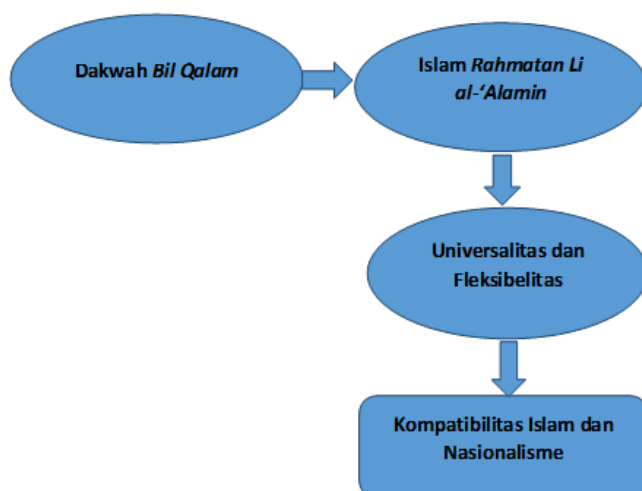 Dakwah Bil Qalam
Islam Rahmatan Li
al-‘Alamin
Universalitas dan
Fleksibelitas
Kompatibilitas Islam dan
Nasionalisme